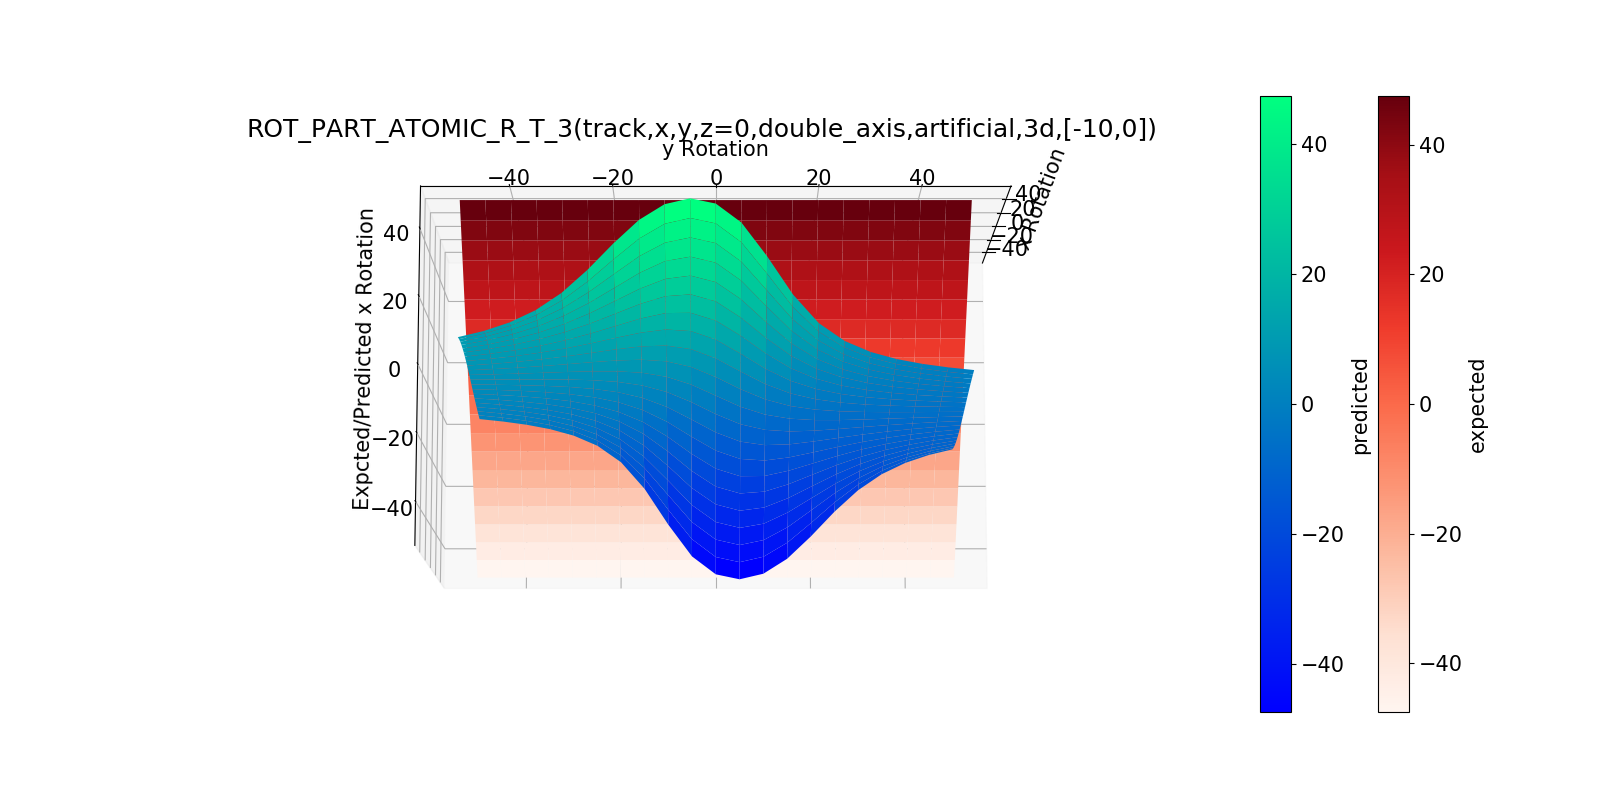 ROT_PART_ATOMIC_R_T_3(track,x,y,z=0,double_axis,artificial,3d,[-10,0])
y Rotation
−40 −20 0 20 40
x Rotation
40
20
0
−20
−40
Expcted/Predicted x Rotation
40
20
0
−20
−40
predicted
40
20
0
−20
−40
expected
40
20
0
−20
−40